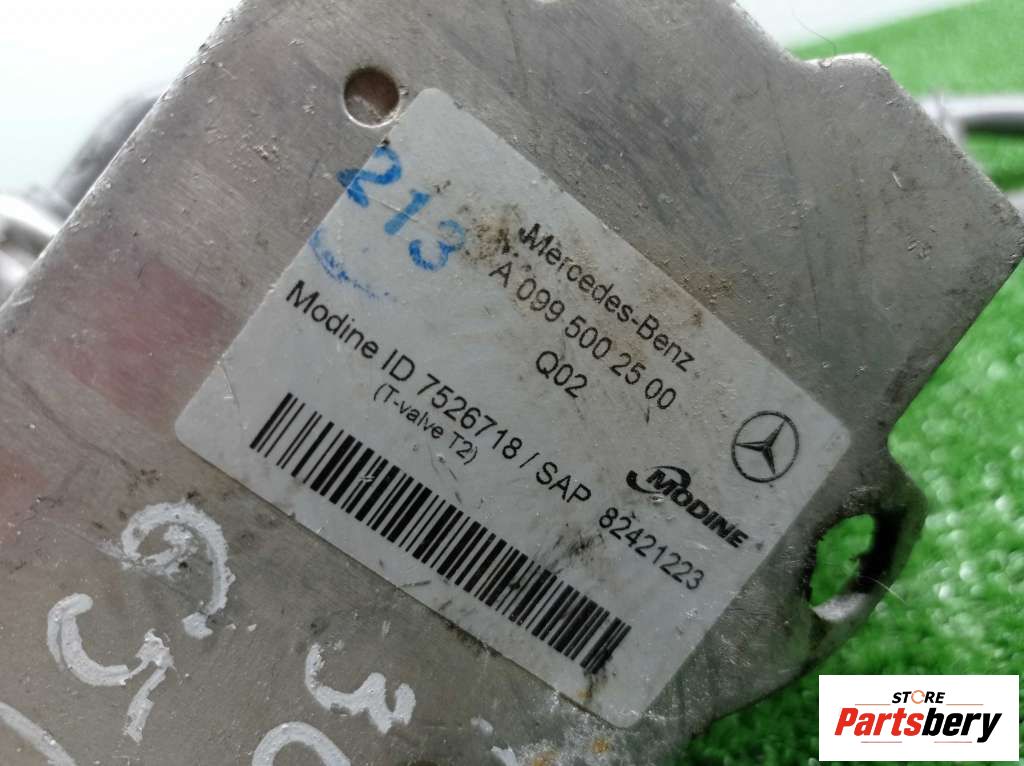 213
Mercedes-Benz
A 099 500 25 00
Q02
Modine ID 7526718 / SAP 82421223
(T-valve T2)
MODINE
STORE
Partsbery